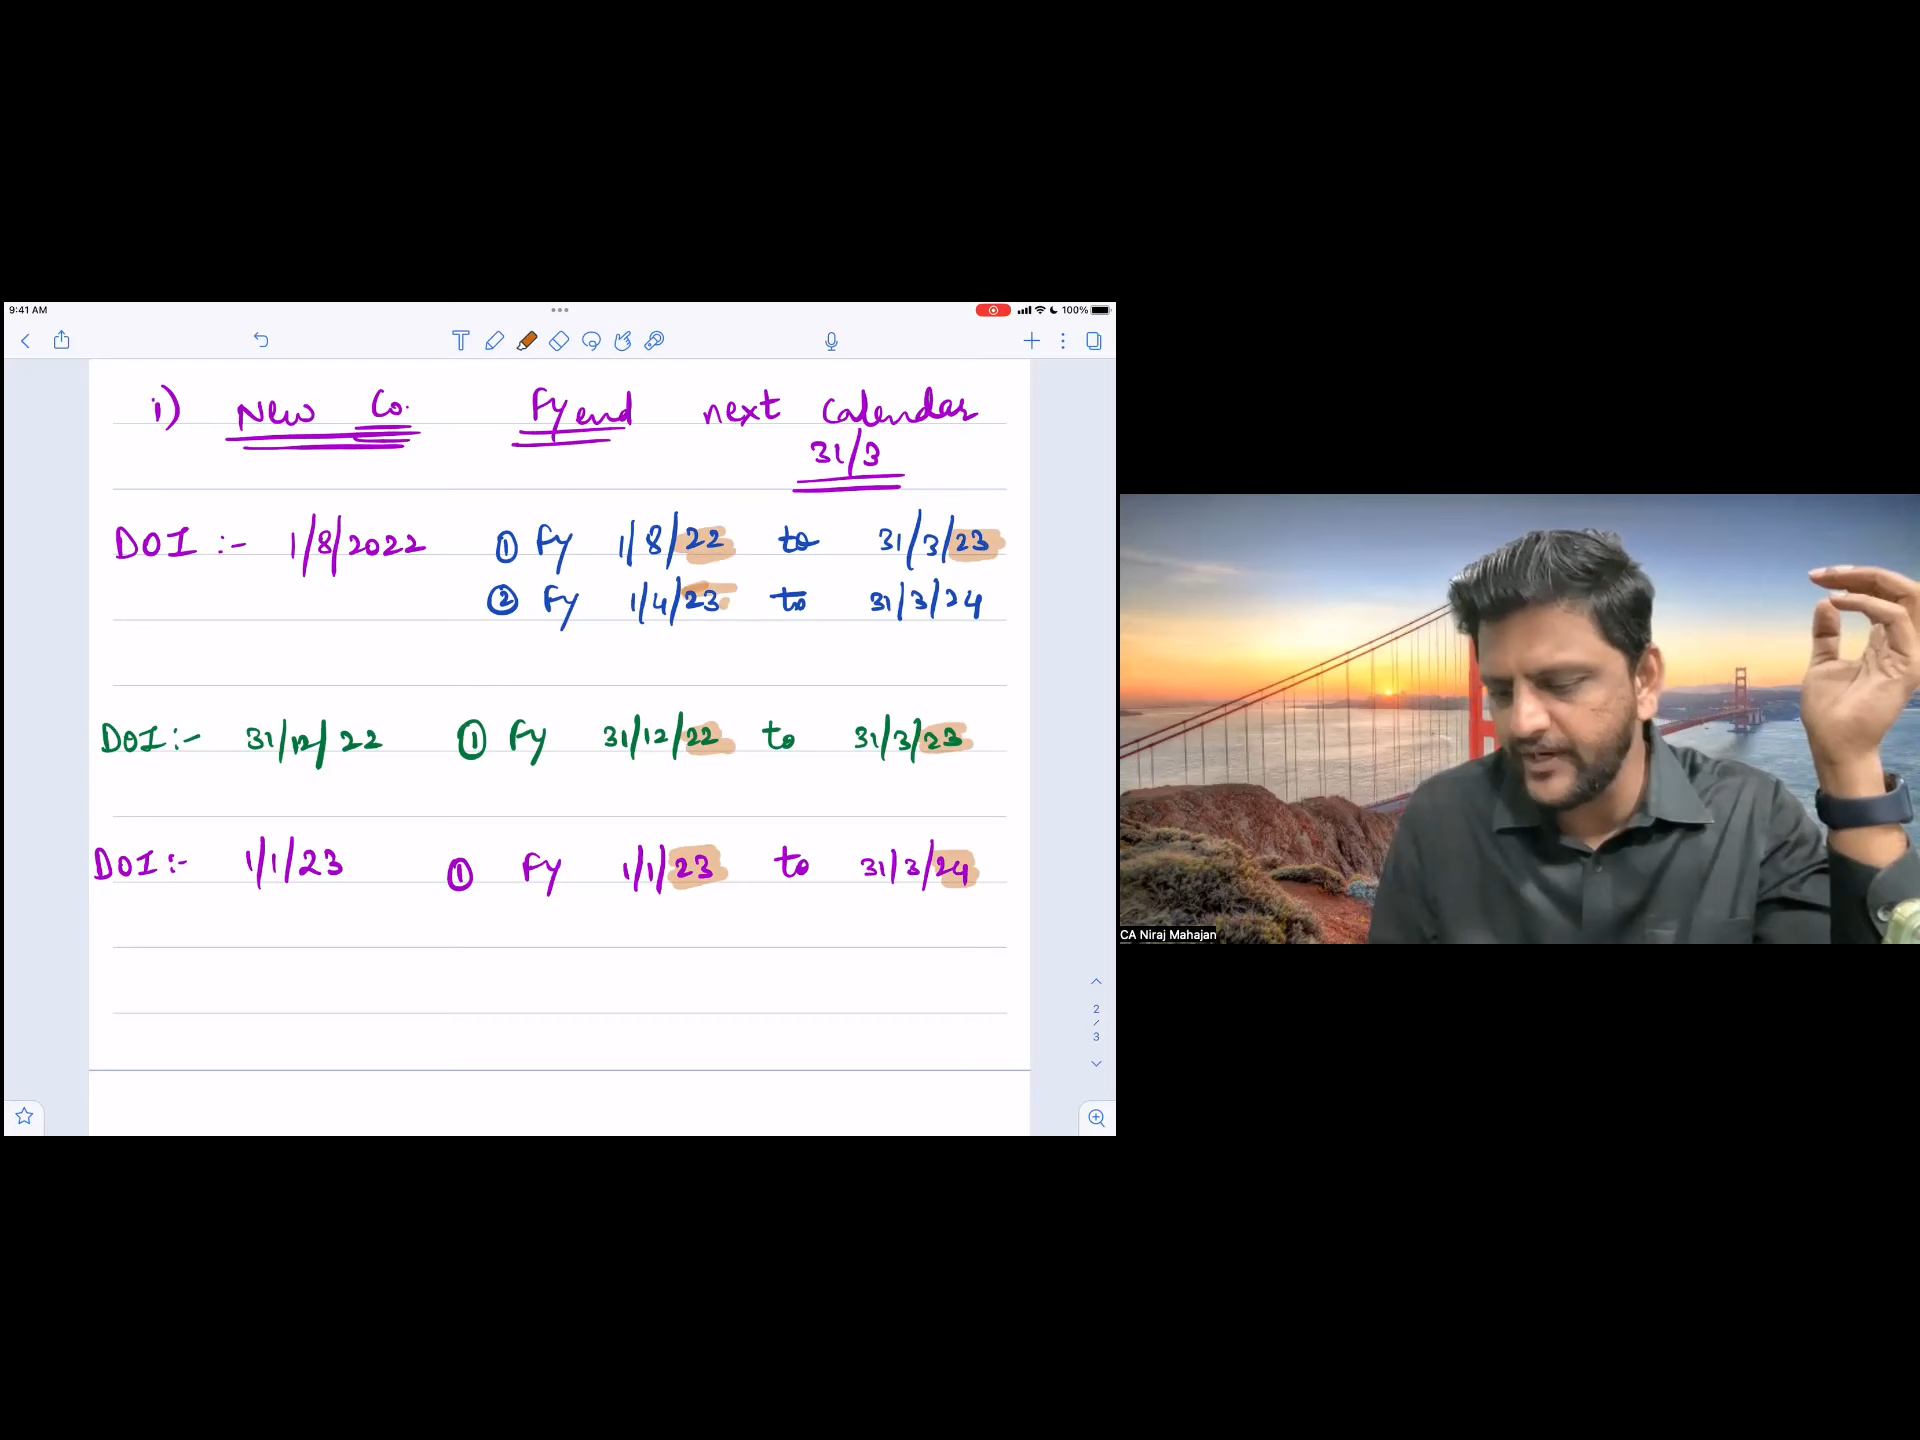 9:41 AM
100%
i) New Co. Fy end next Calendar
31/3
DOI :- 1/8/2022 ① Fy 1/8/22 to 31/3/23
② Fy 1/4/23 to 31/3/24
DOI:- 31/12/22 ① Fy 31/12/22 to 31/3/23
DOI:- 1/1/23 ① Fy 1/1/23 to 31/3/24
CA Niraj Mahajan
2
/
3